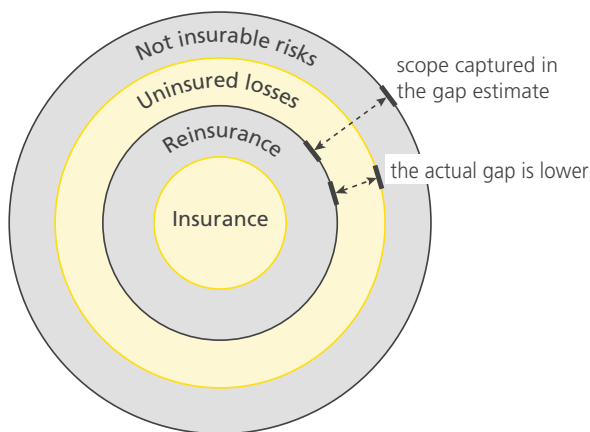 Not insurable risks
Uninsured losses
Reinsurance
Insurance
scope captured in
the gap estimate
the actual gap is lower